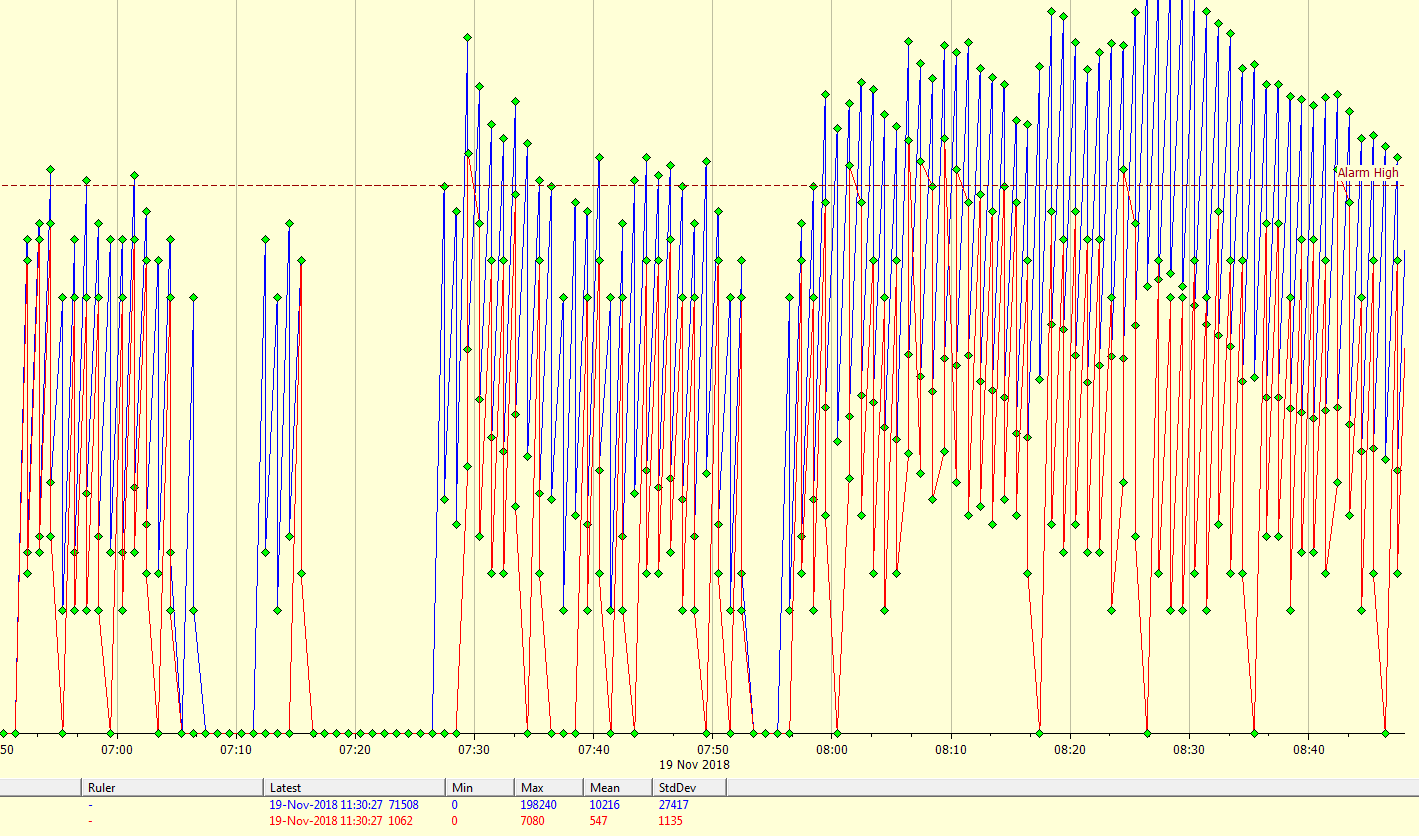 Alarm High
50 07:00 07:10 07:20 07:30 07:40 07:50 08:00 08:10 08:20 08:30 08:40
19 Nov 2018
Ruler Latest Min Max Mean StdDev
- 19-Nov-2018 11:30:27 71508 0 198240 10216 27417
- 19-Nov-2018 11:30:27 1062 0 7080 547 1135